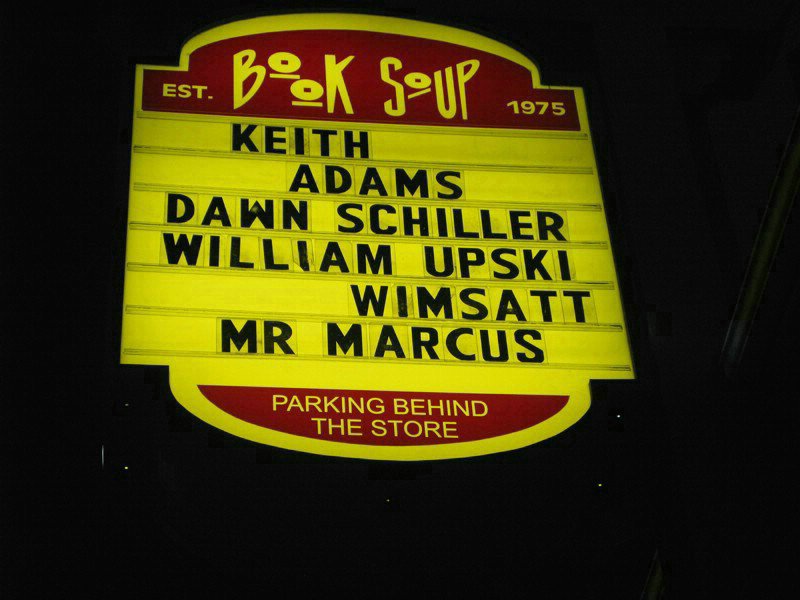 EST. BOOK SOUP 1975
KEITH
ADAMS
DAWN SCHILLER
WILLIAM UPSKI
WIMSATT
MR MARCUS
PARKING BEHIND
THE STORE